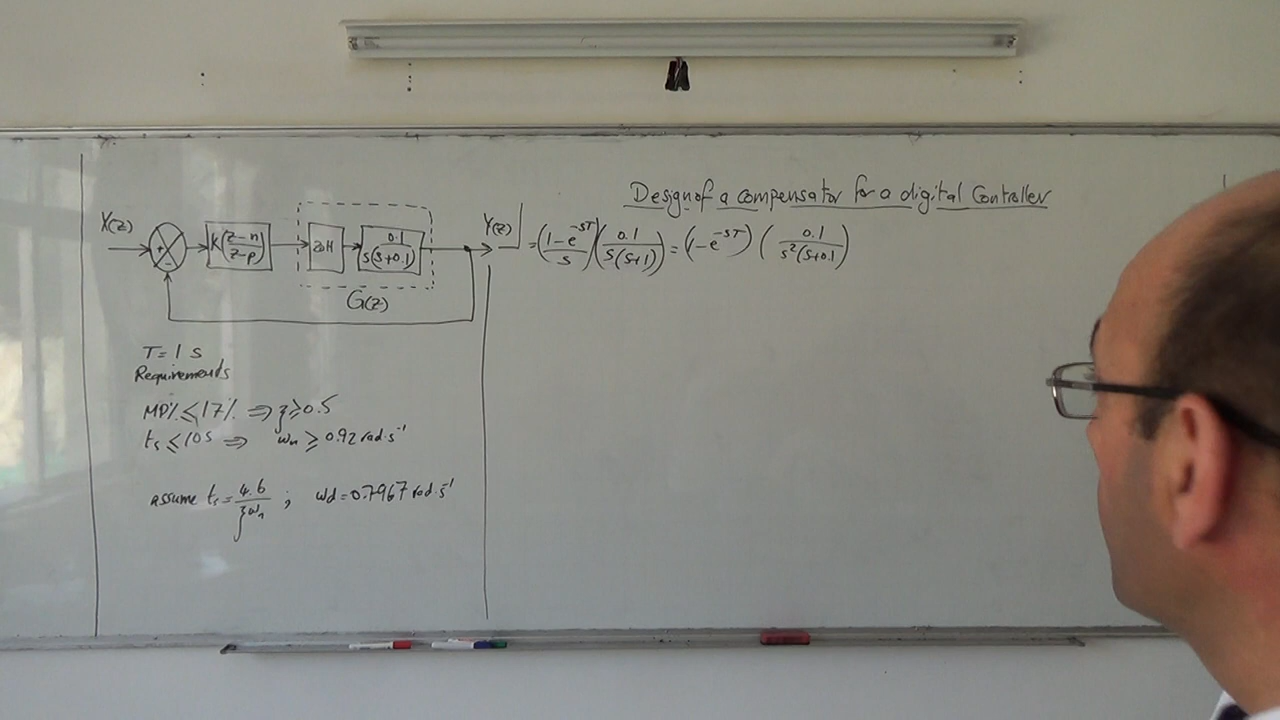 Design of a compensator for a digital Controller
X(z)
+
-
k(z-n / z-p)
ZOH
0.1 / s(s+0.1)
Y(z)
G(z)
= (1-e^-sT / s)(0.1 / s(s+1)) = (1-e^-sT) (0.1 / s²(s+0.1))
T=1 s
Requirements
MP% ≤ 17% ⇒ ζ ≥ 0.5
ts ≤ 10s ⇒ ωn ≥ 0.92 rad·s⁻¹
assume ts = 4.6 / ζωn ; ωd = 0.7967 rad·s⁻¹